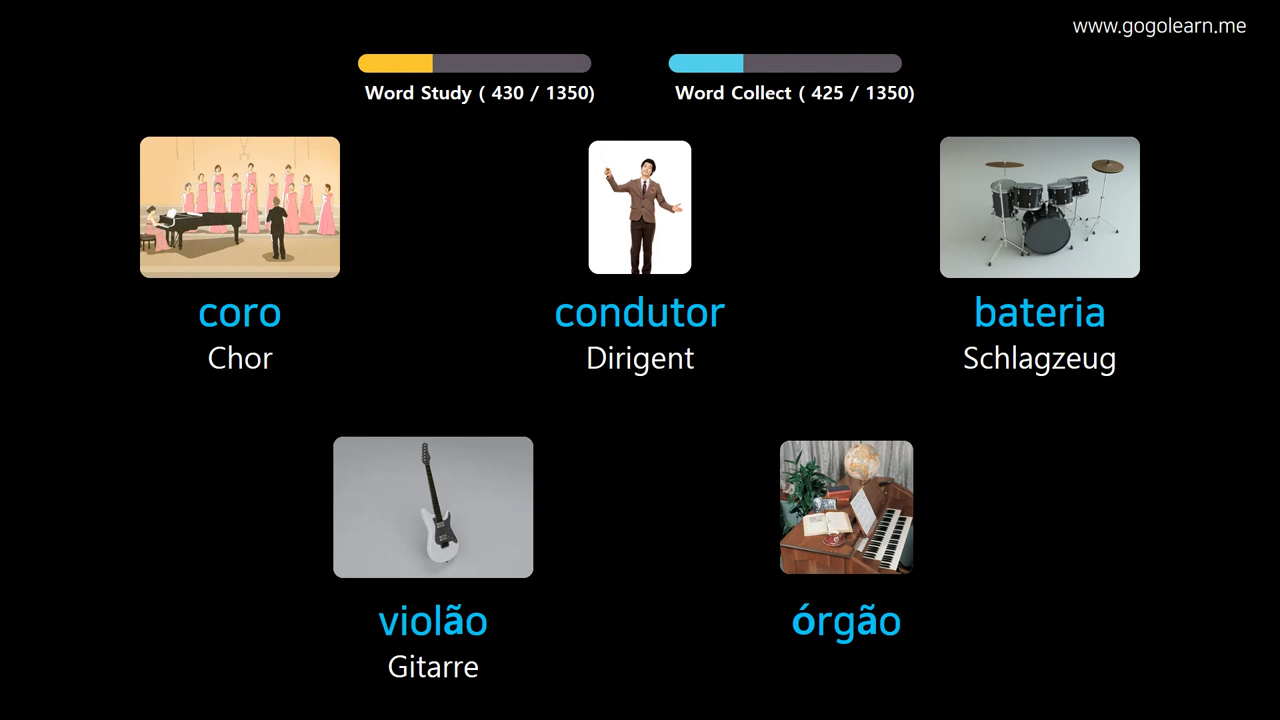 www.gogolearn.me
Word Study ( 430 / 1350)
Word Collect ( 425 / 1350)
coro
Chor
condutor
Dirigent
bateria
Schlagzeug
violão
Gitarre
órgão